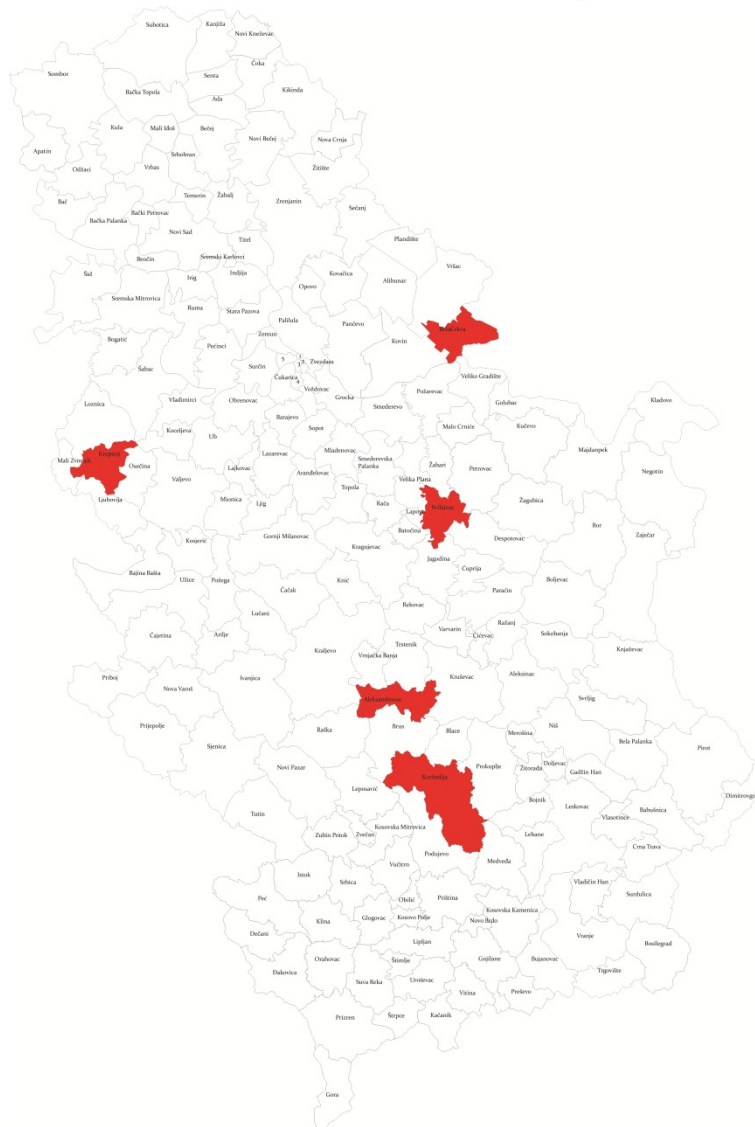 Subotica
Kanjiža
Novi Kneževac
Sombor
Čoka
Senta
Kikinda
Bačka Topola
Ada
Kula
Mali Iđoš
Bečej
Apatin
Srbobran
Novi Bečej
Nova Crnja
Odžaci
Vrbas
Žitište
Bač
Temerin
Žabalj
Zrenjanin
Sečanj
Bački Petrovac
Bačka Palanka
Novi Sad
Titel
Plandište
Beočin
Sremski Karlovci
Vršac
Šid
Irig
Inđija
Kovačica
Alibunar
Opovo
Sremska Mitrovica
Ruma
Stara Pazova
Palilula
Pančevo
Bela Crkva
Bogatić
Pećinci
Zemun
Kovin
Šabac
Surčin
5
1
2
3
Zvezdara
Čukarica
4
Voždovac
Veliko Gradište
Loznica
Vladimirci
Obrenovac
Grocka
Smederevo
Požarevac
Golubac
Kladovo
Barajevo
Malo Crniće
Kučevo
Koceljeva
Ub
Sopot
Majdanpek
Mali Zvornik
Krupanj
Osečina
Lajkovac
Lazarevac
Mladenovac
Smederevska
Palanka
Žabari
Petrovac
Negotin
Valjevo
Aranđelovac
Velika Plana
Topola
Ljubovija
Mionica
Ljig
Rača
Lapovo
Svilajnac
Žagubica
Batočina
Bor
Kosjerić
Gornji Milanovac
Kragujevac
Despotovac
Zaječar
Jagodina
Bajina Bašta
Užice
Požega
Čačak
Knić
Ćuprija
Boljevac
Paraćin
Lučani
Rekovac
Čajetina
Arilje
Kraljevo
Trstenik
Varvarin
Ćićevac
Ražanj
Sokobanja
Knjaževac
Vrnjačka Banja
Priboj
Nova Varoš
Ivanjica
Kruševac
Aleksinac
Aleksandrovac
Svrljig
Prijepolje
Raška
Brus
Blace
Merošina
Niš
Sjenica
Bela Palanka
Pirot
Novi Pazar
Prokuplje
Žitorađa
Doljevac
Gadžin Han
Kuršumlija
Leposavić
Dimitrovgr
Bojnik
Leskovac
Babušnica
Tutin
Vlasotince
Zubin Potok
Zvečan
Kosovska Mitrovica
Lebane
Crna Trava
Vučitrn
Podujevo
Medveđa
Istok
Srbica
Vladičin Han
Surdulica
Peć
Obilić
Priština
Klina
Glogovac
Kosovo Polje
Kosovska Kamenica
Novo Brdo
Dečani
Lipljan
Vranje
Bosilegrad
Orahovac
Štimlje
Gnjilane
Bujanovac
Đakovica
Suva Reka
Uroševac
Trgovište
Vitina
Preševo
Prizren
Štrpce
Kačanik
Gora